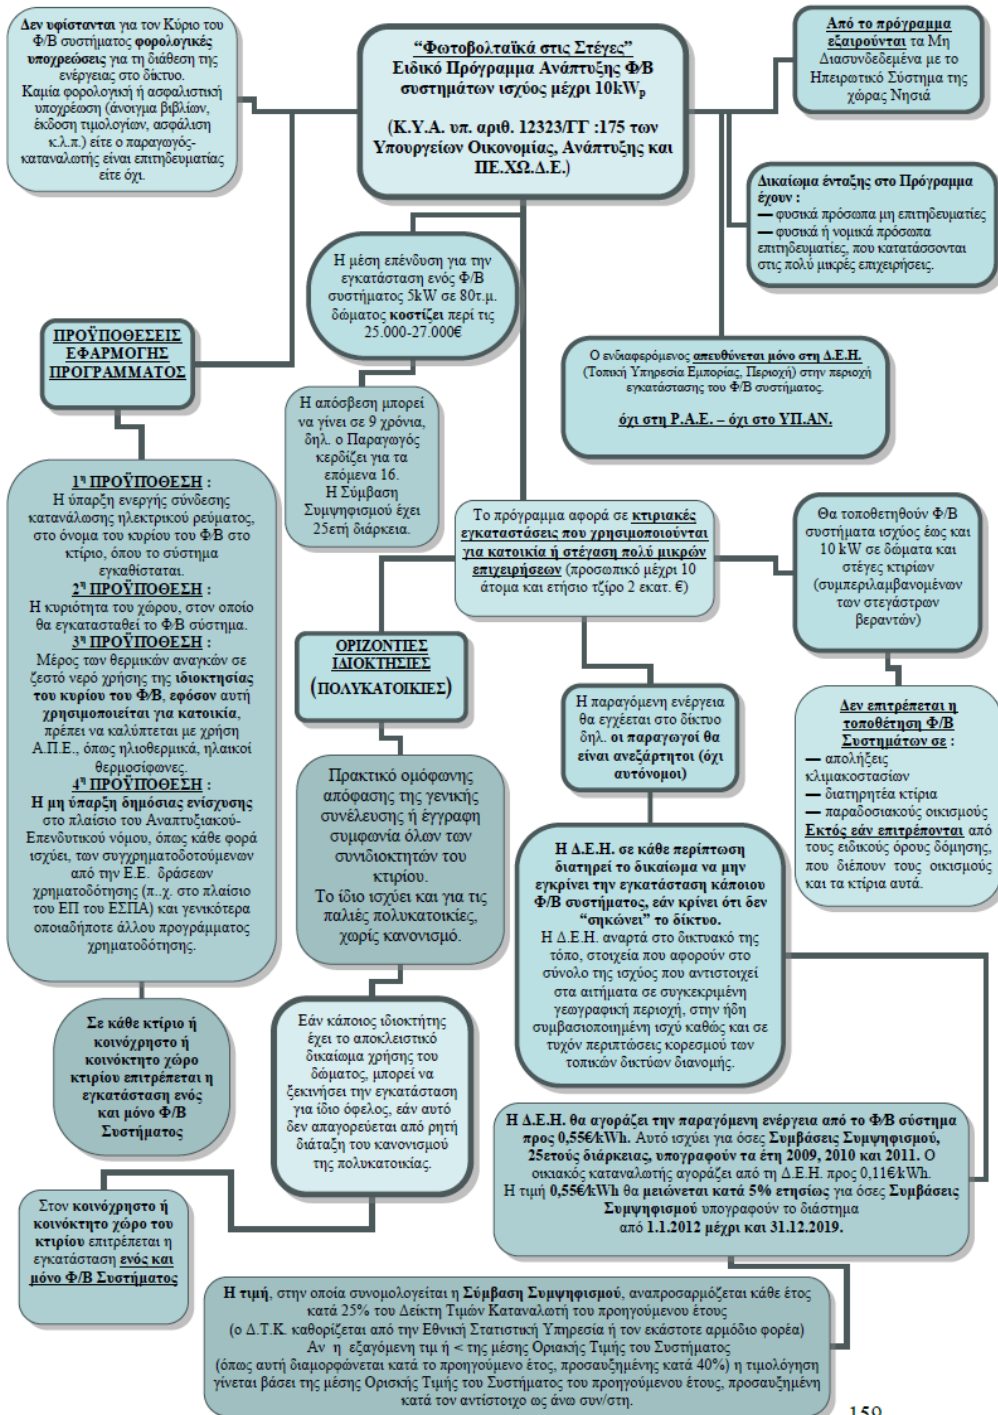 Δεν υφίστανται για τον Κύριο του
Φ/Β συστήματος φορολογικές
υποχρεώσεις για τη διάθεση της
ενέργειας στο δίκτυο.
Καμία φορολογική ή ασφαλιστική
υποχρέωση (άνοιγμα βιβλίων,
έκδοση τιμολογίων, ασφάλιση
κ.λ.π.) είτε ο παραγωγός-
καταναλωτής είναι επιτηδευματίας
είτε όχι.
“Φωτοβολταϊκά στις Στέγες”
Ειδικό Πρόγραμμα Ανάπτυξης Φ/Β
συστημάτων ισχύος μέχρι 10kWp
(Κ.Υ.Α. υπ. αριθ. 12323/ΓΓ :175 των
Υπουργείων Οικονομίας, Ανάπτυξης και
ΠΕ.ΧΩ.Δ.Ε.)
Από το πρόγραμμα
εξαιρούνται τα Μη
Διασυνδεδεμένα με το
Ηπειρωτικό Σύστημα της
χώρας Νησιά
Δικαίωμα ένταξης στο Πρόγραμμα
έχουν :
— φυσικά πρόσωπα μη επιτηδευματίες
— φυσικά ή νομικά πρόσωπα
επιτηδευματίες, που κατατάσσονται
στις πολύ μικρές επιχειρήσεις.
Η μέση επένδυση για την
εγκατάσταση ενός Φ/Β
συστήματος 5kW σε 80τ.μ.
δώματος κοστίζει περί τις
25.000-27.000€
ΠΡΟΫΠΟΘΕΣΕΙΣ
ΕΦΑΡΜΟΓΗΣ
ΠΡΟΓΡΑΜΜΑΤΟΣ
Ο ενδιαφερόμενος απευθύνεται μόνο στη Δ.Ε.Η.
(Τοπική Υπηρεσία Εμπορίας, Περιοχή) στην περιοχή
εγκατάστασης του Φ/Β συστήματος.
όχι στη Ρ.Α.Ε. – όχι στο ΥΠ.ΑΝ.
Η απόσβεση μπορεί
να γίνει σε 9 χρόνια,
δηλ. ο Παραγωγός
κερδίζει για τα
επόμενα 16.
Η Σύμβαση
Συμψηφισμού έχει
25ετή διάρκεια.
1η ΠΡΟΫΠΟΘΕΣΗ :
Η ύπαρξη ενεργής σύνδεσης
κατανάλωσης ηλεκτρικού ρεύματος,
στο όνομα του κυρίου του Φ/Β στο
κτίριο, όπου το σύστημα
εγκαθίσταται.
2η ΠΡΟΫΠΟΘΕΣΗ :
Η κυριότητα του χώρου, στον οποίο
θα εγκατασταθεί το Φ/Β σύστημα.
3η ΠΡΟΫΠΟΘΕΣΗ :
Μέρος των θερμικών αναγκών σε
ζεστό νερό χρήσης της ιδιοκτησίας
του κυρίου του Φ/Β, εφόσον αυτή
χρησιμοποιείται για κατοικία,
πρέπει να καλύπτεται με χρήση
Α.Π.Ε., όπως ηλιοθερμικά, ηλιακοί
θερμοσίφωνες.
4η ΠΡΟΫΠΟΘΕΣΗ :
Η μη ύπαρξη δημόσιας ενίσχυσης
στο πλαίσιο του Αναπτυξιακού-
Επενδυτικού νόμου, όπως κάθε φορά
ισχύει, των συγχρηματοδοτούμενων
από την Ε.Ε. δράσεων
χρηματοδότησης (π..χ. στο πλαίσιο
του ΕΠ του ΕΣΠΑ) και γενικότερα
οποιαδήποτε άλλου προγράμματος
χρηματοδότησης.
Το πρόγραμμα αφορά σε κτιριακές
εγκαταστάσεις που χρησιμοποιούνται
για κατοικία ή στέγαση πολύ μικρών
επιχειρήσεων (προσωπικό μέχρι 10
άτομα και ετήσιο τζίρο 2 εκατ. €)
Θα τοποθετηθούν Φ/Β
συστήματα ισχύος έως και
10 kW σε δώματα και
στέγες κτιρίων
(συμπεριλαμβανομένων
των στεγάστρων
βεραντών)
ΟΡΙΖΟΝΤΙΕΣ
ΙΔΙΟΚΤΗΣΙΕΣ
(ΠΟΛΥΚΑΤΟΙΚΙΕΣ)
Η παραγόμενη ενέργεια
θα εγχέεται στο δίκτυο
δηλ. οι παραγωγοί θα
είναι ανεξάρτητοι (όχι
αυτόνομοι)
Δεν επιτρέπεται η
τοποθέτηση Φ/Β
Συστημάτων σε :
— απολήξεις
κλιμακοστασίων
— διατηρητέα κτίρια
— παραδοσιακούς οικισμούς
Εκτός εάν επιτρέπονται από
τους ειδικούς όρους δόμησης,
που διέπουν τους οικισμούς
και τα κτίρια αυτά.
Πρακτικό ομόφωνης
απόφασης της γενικής
συνέλευσης ή έγγραφη
συμφωνία όλων των
συνιδιοκτητών του
κτιρίου.
Το ίδιο ισχύει και για τις
παλιές πολυκατοικίες,
χωρίς κανονισμό.
Η Δ.Ε.Η. σε κάθε περίπτωση
διατηρεί το δικαίωμα να μην
εγκρίνει την εγκατάσταση κάποιου
Φ/Β συστήματος, εάν κρίνει ότι δεν
“σηκώνει” το δίκτυο.
Η Δ.Ε.Η. αναρτά στο δικτυακό της
τόπο, στοιχεία που αφορούν στο
σύνολο της ισχύος που αντιστοιχεί
στα αιτήματα σε συγκεκριμένη
γεωγραφική περιοχή, στην ήδη
συμβασιοποιημένη ισχύ καθώς και σε
τυχόν περιπτώσεις κορεσμού των
τοπικών δικτύων διανομής.
Σε κάθε κτίριο ή
κοινόχρηστο ή
κοινόκτητο χώρο
κτιρίου επιτρέπεται η
εγκατάσταση ενός
και μόνο Φ/Β
Συστήματος
Εάν κάποιος ιδιοκτήτης
έχει το αποκλειστικό
δικαίωμα χρήσης του
δώματος, μπορεί να
ξεκινήσει την εγκατάσταση
για ίδιο όφελος, εάν αυτό
δεν απαγορεύεται από ρητή
διάταξη του κανονισμού
της πολυκατοικίας.
Η Δ.Ε.Η. θα αγοράζει την παραγόμενη ενέργεια από το Φ/Β σύστημα
προς 0,55€/kWh. Αυτό ισχύει για όσες Συμβάσεις Συμψηφισμού,
25ετούς διάρκειας, υπογραφούν τα έτη 2009, 2010 και 2011. Ο
οικιακός καταναλωτής αγοράζει από τη Δ.Ε.Η. προς 0,11€/kWh.
Η τιμή 0,55€/kWh θα μειώνεται κατά 5% ετησίως για όσες Συμβάσεις
Συμψηφισμού υπογραφούν το διάστημα
από 1.1.2012 μέχρι και 31.12.2019.
Στον κοινόχρηστο ή
κοινόκτητο χώρο του
κτιρίου επιτρέπεται η
εγκατάσταση ενός και
μόνο Φ/Β Συστήματος
Η τιμή, στην οποία συνομολογείται η Σύμβαση Συμψηφισμού, αναπροσαρμόζεται κάθε έτος
κατά 25% του Δείκτη Τιμών Καταναλωτή του προηγούμενου έτους
(ο Δ.Τ.Κ. καθορίζεται από την Εθνική Στατιστική Υπηρεσία ή τον εκάστοτε αρμόδιο φορέα)
Αν η εξαγόμενη τιμ ή < της μέσης Οριακής Τιμής του Συστήματος
(όπως αυτή διαμορφώνεται κατά το προηγούμενο έτος, προσαυξημένης κατά 40%) η τιμολόγηση
γίνεται βάσει της μέσης Ορισκής Τιμής του Συστήματος του προηγούμενου έτους, προσαυξημένη
κατά τον αντίστοιχο ως άνω συν/στη.
159